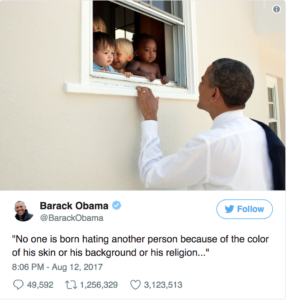 Barack Obama
@BarackObama
Follow
"No one is born hating another person because of the color
of his skin or his background or his religion..."
8:06 PM - Aug 12, 2017
49,592 1,256,329 3,123,513